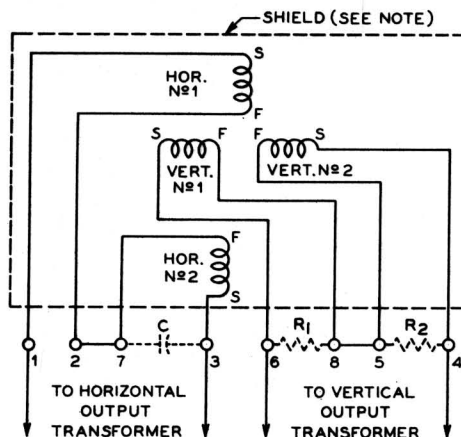 SHIELD (SEE NOTE)
S
HOR.
Nº1
F
S F F S
VERT.
Nº1
VERT. Nº2
F
HOR.
Nº2
S
C R1 R2
1 2 7 3 6 8 5 4
TO HORIZONTAL
OUTPUT
TRANSFORMER
TO VERTICAL
OUTPUT
TRANSFORMER